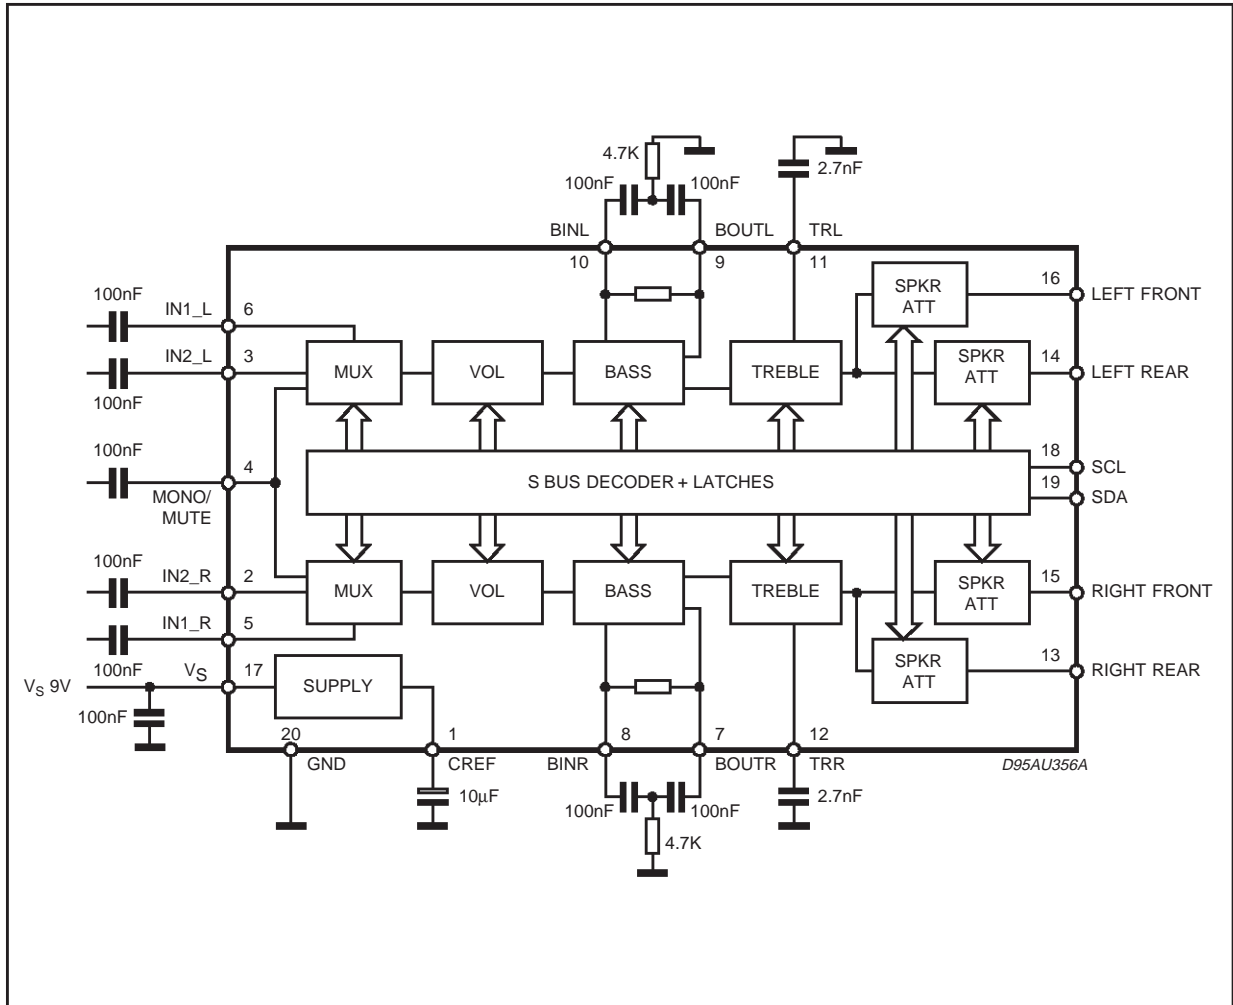 4.7K
100nF 100nF
2.7nF
BINL BOUTL TRL
10 9 11
100nF
IN1_L 6
IN2_L 3
100nF
MUX VOL BASS TREBLE
SPKR ATT
16
LEFT FRONT
SPKR ATT
14
LEFT REAR
100nF
4
MONO/
MUTE
S BUS DECODER + LATCHES
18
SCL
19
SDA
100nF
IN2_R 2
IN1_R 5
100nF
MUX VOL BASS TREBLE
SPKR ATT
15
RIGHT FRONT
SPKR ATT
13
RIGHT REAR
VS 9V
VS 17
SUPPLY
100nF
20 1 8 7 12
GND CREF BINR BOUTR TRR
D95AU356A
10µF
100nF 100nF
2.7nF
4.7K